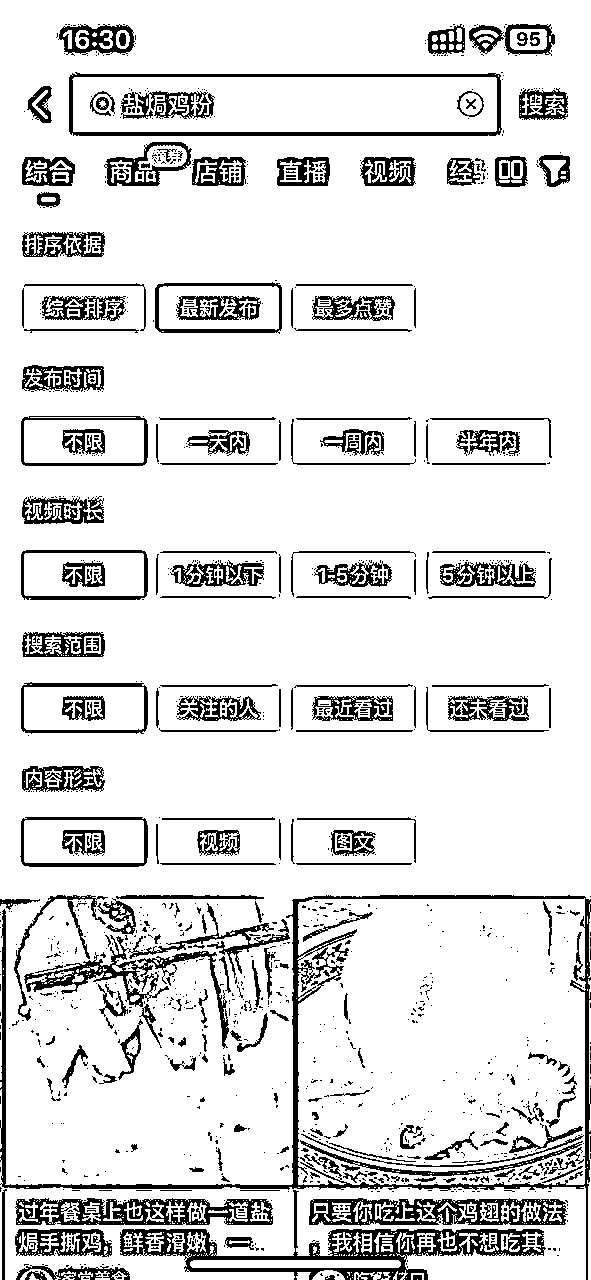 16:30
95
盐焗鸡粉
搜索
综合 商品 店铺 直播 视频
排序依据
综合排序 最新发布 最多点赞
发布时间
不限 一天内 一周内 半年内
视频时长
不限 1分钟以下 1-5分钟 5分钟以上
搜索范围
不限 关注的人 最近看过 还未看过
内容形式
不限 视频 图文
过年餐桌上也这样做一道盐
焗手撕鸡，鲜香滑嫩，一...
只要你吃上这个鸡翅的做法
，我相信你再也不想吃其...